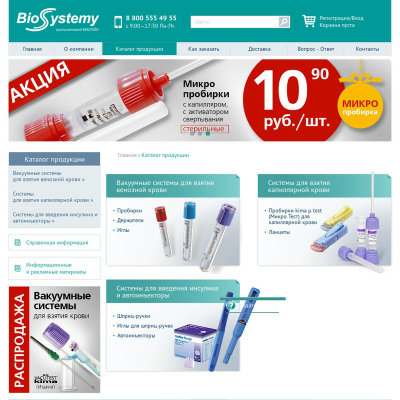 BioSystemy
группа компаний БИОЛАЙН
8 800 555 49 55
с 9:00—17:30 Пн-Пт.
Найти
Регистрация/Вход
Корзина пуста
Главная
О компании
Каталог продукции
Как заказать
Доставка
Вопрос - Ответ
Контакты
АКЦИЯ
Микро
пробирки
с капилляром,
с активатором
свертывания
стерильные
10 90
руб./шт.
МИКРО
пробирка
Каталог продукции
Вакуумные системы
для взятия венозной крови »
Системы
для взятия капиллярной крови »
Системы для введения инсулина и
автоинъекторы »
Справочная информация
Информационные
и рекламные материалы
РАСПРОДАЖА
Вакуумные
системы
для взятия крови
VACUTEST
kima
(Италия)
Главная » Каталог продукции
Вакуумные системы для взятия
венозной крови
Пробирки
Держатели
Иглы
Системы для взятия
капиллярной крови
Пробирки kima µ test
(Микро Тест) для
капиллярной крови
Ланцеты
Системы для введения инсулина
и автоинъекторы
Шприц-ручки
Иглы для шприц-ручек
Автоинъекторы